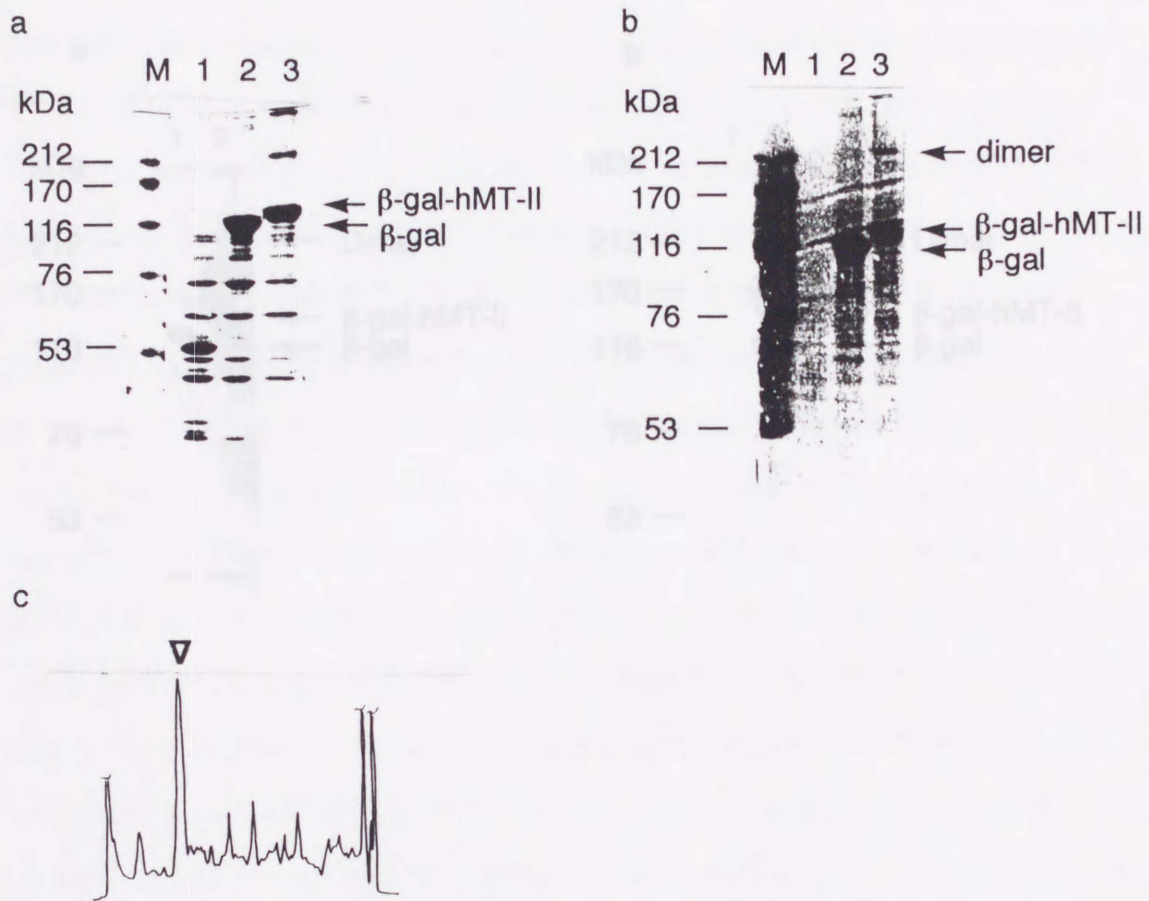 a
M 1 2 3
kDa
212
170
116
76
53
β-gal-hMT-II
β-gal
b
M 1 2 3
kDa
212
170
116
76
53
dimer
β-gal-hMT-II
β-gal
c